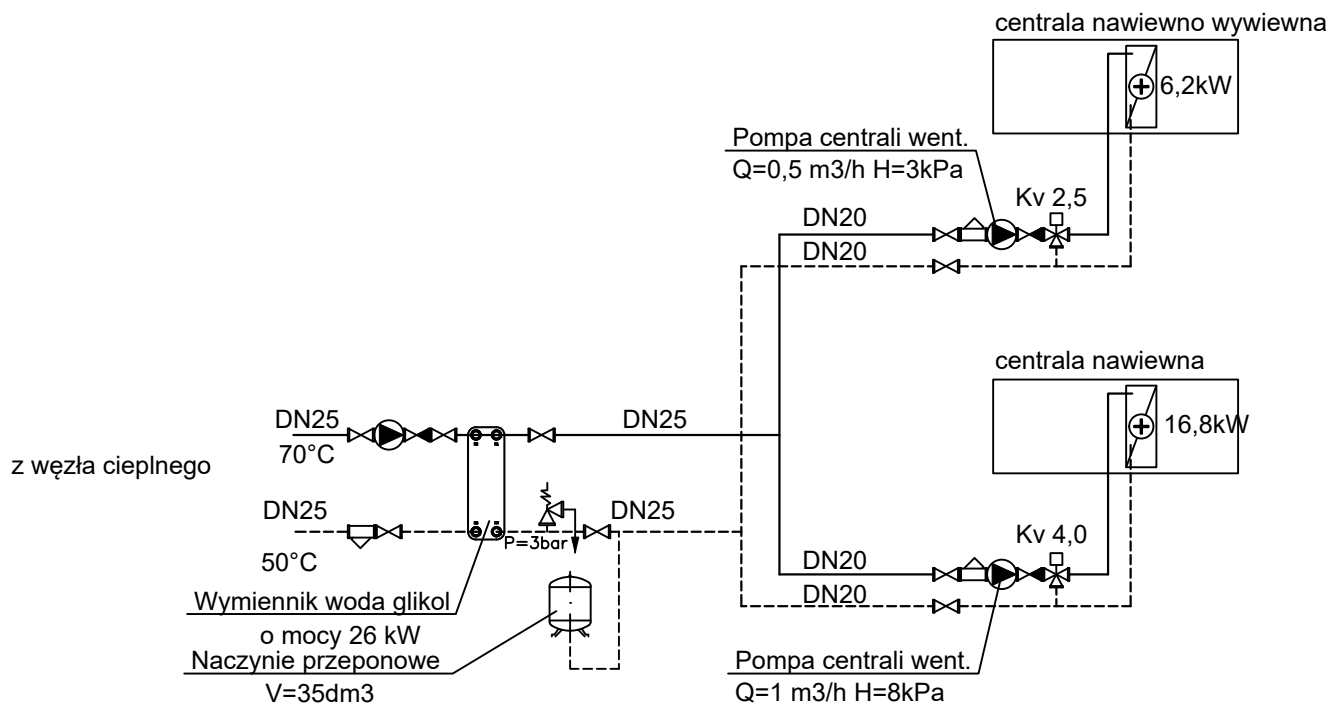 centrala nawiewno wywiewna
6,2kW
Pompa centrali went.
Q=0,5 m3/h H=3kPa
Kv 2,5
DN20
DN20
centrala nawiewna
16,8kW
DN25
DN25
70°C
z węzła cieplnego
DN25
DN25
P=3bar
50°C
Kv 4,0
DN20
DN20
Wymiennik woda glikol
o mocy 26 kW
Naczynie przeponowe
V=35dm3
Pompa centrali went.
Q=1 m3/h H=8kPa